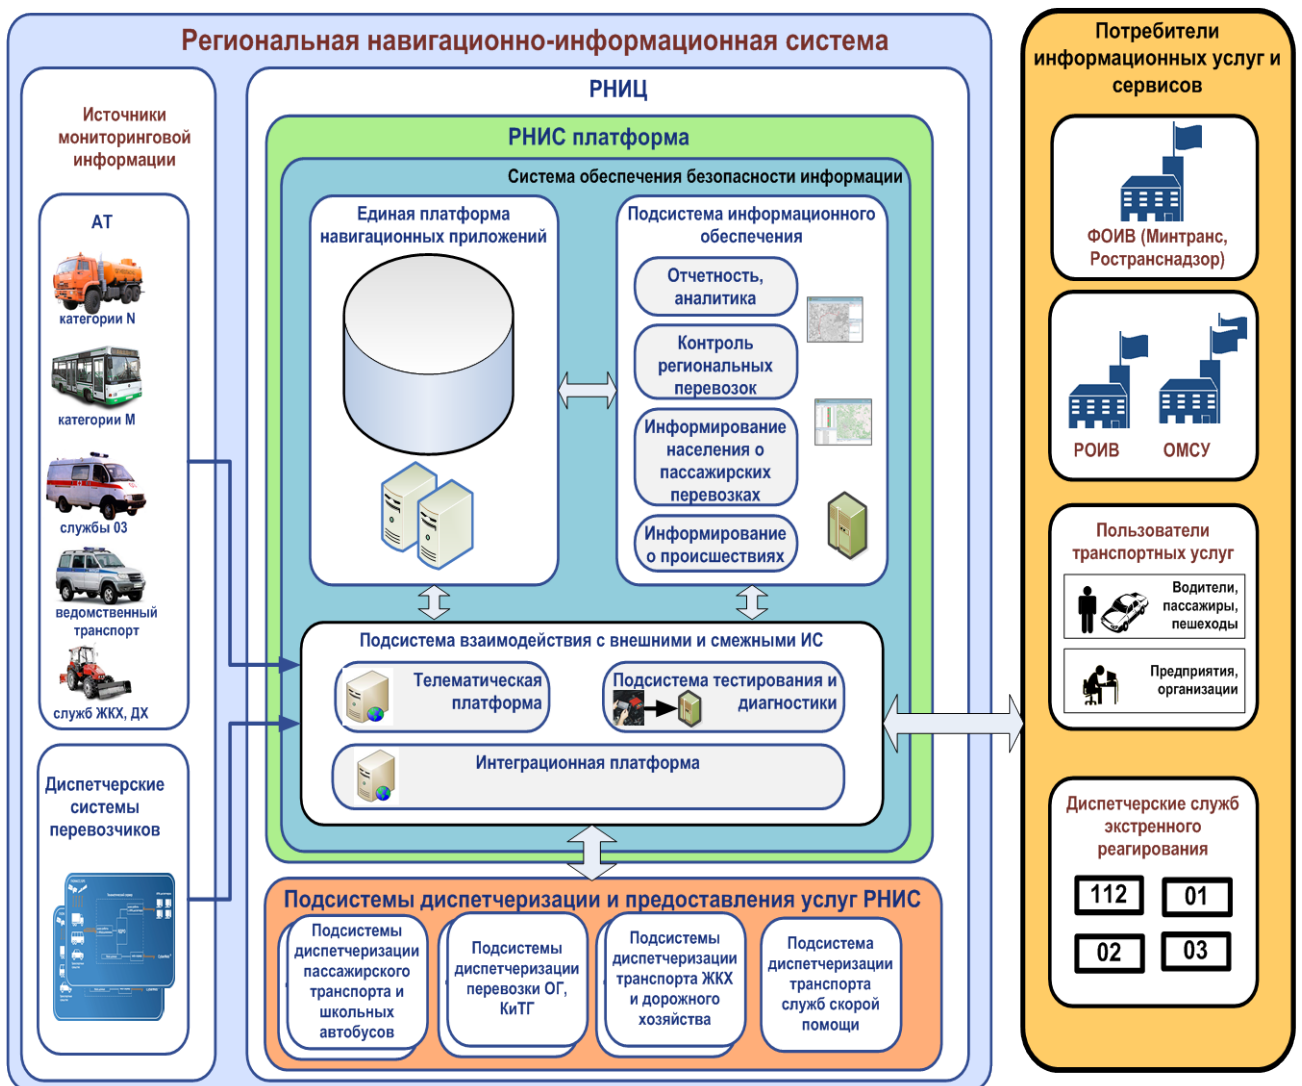 Региональная навигационно-информационная система
Источники
мониторинговой
информации
АТ
категории N
категории М
службы 03
ведомственный
транспорт
служб ЖКХ, ДХ
Диспетчерские
системы
перевозчиков
РНИЦ
РНИС платформа
Система обеспечения безопасности информации
Единая платформа
навигационных приложений
Подсистема информационного
обеспечения
Отчетность,
аналитика
Контроль
региональных
перевозок
Информирование
населения о
пассажирских
перевозках
Информирование
о происшествиях
Подсистема взаимодействия с внешними и смежными ИС
Телематическая
платформа
Подсистема тестирования и
диагностики
Интеграционная платформа
Подсистемы диспетчеризации и предоставления услуг РНИС
Подсистемы
диспетчеризации
пассажирского
транспорта и
школьных
автобусов
Подсистемы
диспетчеризации
перевозки ОГ,
КиТГ
Подсистемы
диспетчеризации
транспорта ЖКХ
и дорожного
хозяйства
Подсистема
диспетчеризации
транспорта
служб скорой
помощи
Потребители
информационных услуг и
сервисов
ФОИВ (Минтранс,
Ространснадзор)
РОИВ
ОМСУ
Пользователи
транспортных услуг
Водители,
пассажиры,
пешеходы
Предприятия,
организации
Диспетчерские служб
экстренного
реагирования
112
01
02
03